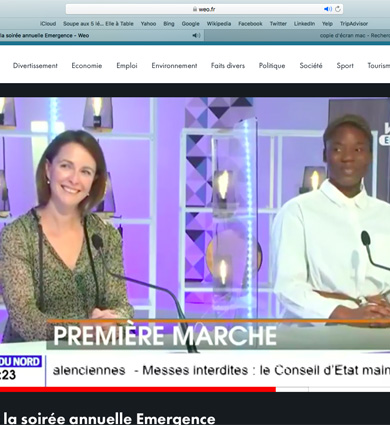 weo.fr
iCloud Soupe aux 5 lé... Elle à Table Yahoo Bing Google Wikipedia Facebook Twitter LinkedIn Yelp TripAdvisor
la soirée annuelle Emergence - Weo copie d'écran mac - Recherch
Divertissement Economie Emploi Environnement Faits divers Politique Société Sport Tourism
PREMIÈRE MARCHE
DU NORD
:23 alenciennes - Messes interdites : le Conseil d'Etat main
la soirée annuelle Emergence